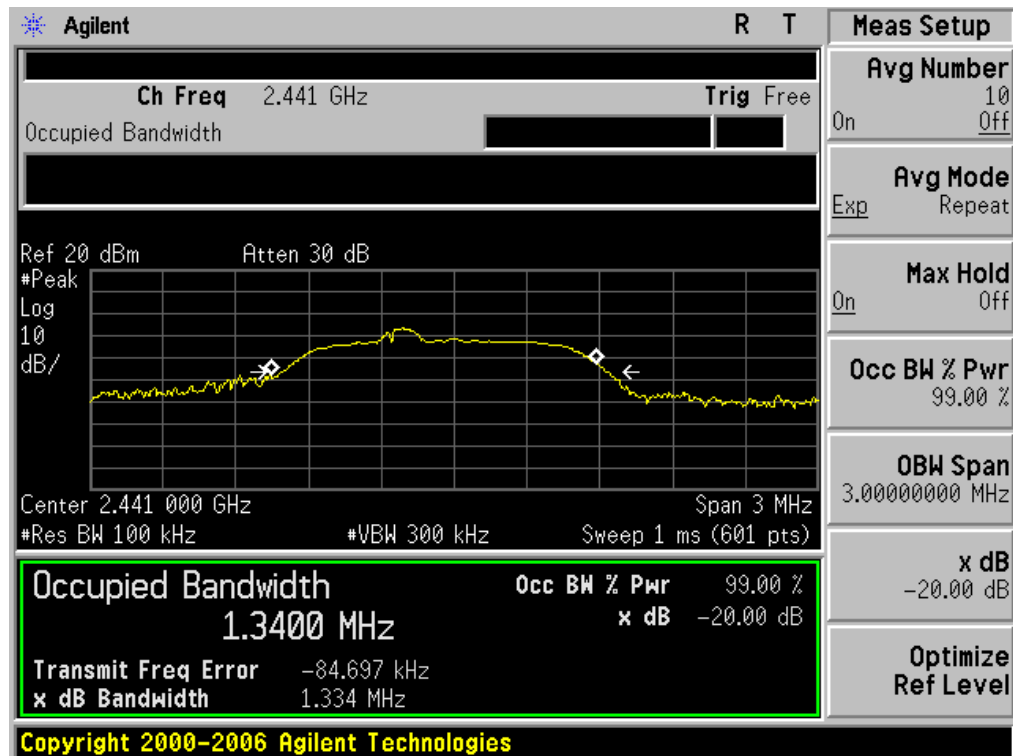 Agilent R T Meas Setup
Ch Freq 2.441 GHz Trig Free
Occupied Bandwidth
Avg Number
10
On Off
Avg Mode
Exp Repeat
Max Hold
On Off
Occ BW % Pwr
99.00 %
OBW Span
3.00000000 MHz
x dB
-20.00 dB
Optimize
Ref Level
Ref 20 dBm Atten 30 dB
#Peak
Log
10
dB/
Center 2.441 000 GHz Span 3 MHz
#Res BW 100 kHz #VBW 300 kHz Sweep 1 ms (601 pts)
Occupied Bandwidth Occ BW % Pwr 99.00 %
1.3400 MHz x dB -20.00 dB
Transmit Freq Error -84.697 kHz
x dB Bandwidth 1.334 MHz
Copyright 2000-2006 Agilent Technologies